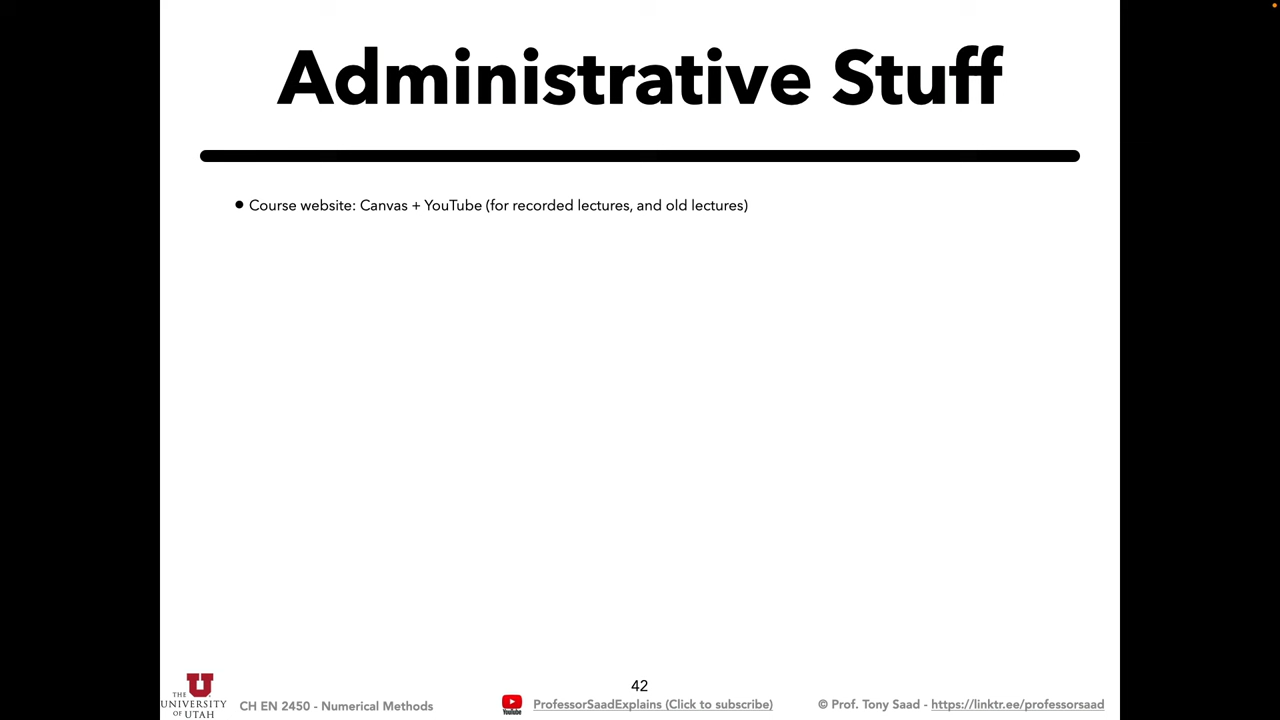 Administrative Stuff
• Course website: Canvas + YouTube (for recorded lectures, and old lectures)
42
THE
UNIVERSITY
OF UTAH
CH EN 2450 - Numerical Methods
YouTube
ProfessorSaadExplains (Click to subscribe)
© Prof. Tony Saad - https://linktr.ee/professorsaad